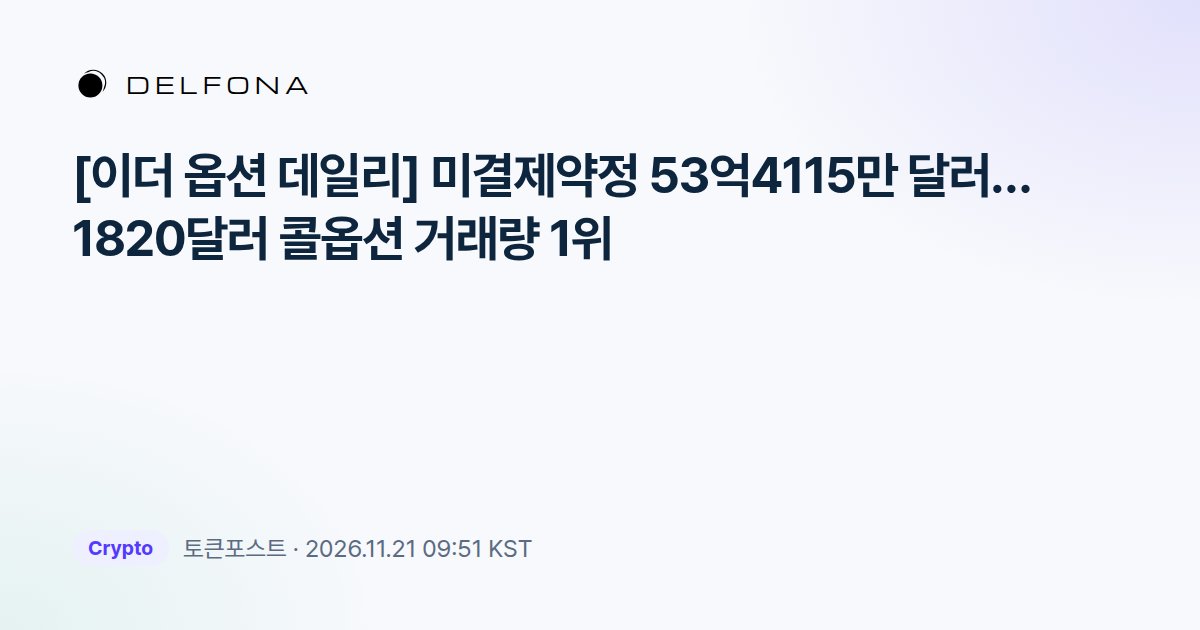 DELFONA
[이더 옵션 데일리] 미결제약정 53억4115만 달러...
1820달러 콜옵션 거래량 1위
Crypto 토큰포스트 · 2026.11.21 09:51 KST